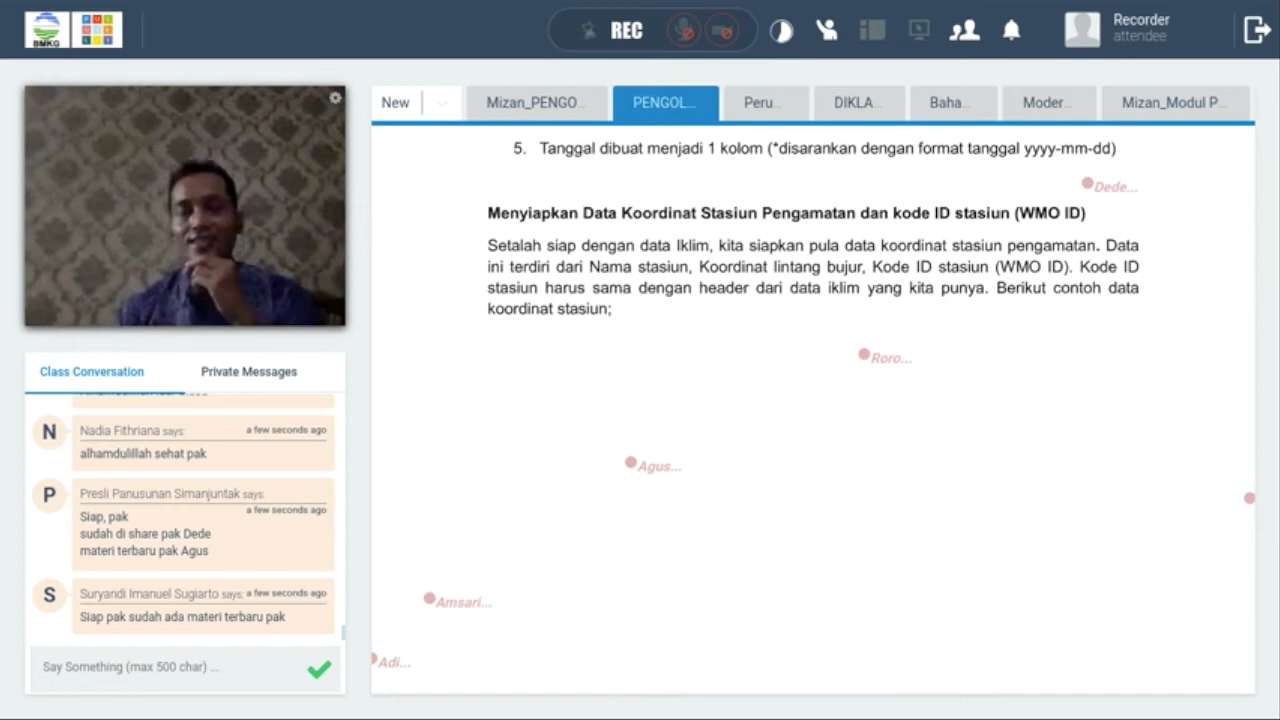 BMKG
PUS
REC
Recorder
attendee
New
Mizan_PENGO...
PENGOL...
Peru...
DIKLA...
Baha...
Moder...
Mizan_Modul P...
5. Tanggal dibuat menjadi 1 kolom (*disarankan dengan format tanggal yyyy-mm-dd)
Dede...
Menyiapkan Data Koordinat Stasiun Pengamatan dan kode ID stasiun (WMO ID)
Setalah siap dengan data Iklim, kita siapkan pula data koordinat stasiun pengamatan. Data
ini terdiri dari Nama stasiun, Koordinat lintang bujur, Kode ID stasiun (WMO ID). Kode ID
stasiun harus sama dengan header dari data iklim yang kita punya. Berikut contoh data
koordinat stasiun;
Roro...
Agus...
Amsari...
Adi...
Class Conversation
Private Messages
N
Nadia Fithriana says:
a few seconds ago
alhamdulillah sehat pak
P
Presli Panusunan Simanjuntak says:
a few seconds ago
Siap, pak
sudah di share pak Dede
materi terbaru pak Agus
S
Suryandi Imanuel Sugiarto says:
a few seconds ago
Siap pak sudah ada materi terbaru pak
Say Something (max 500 char) ...